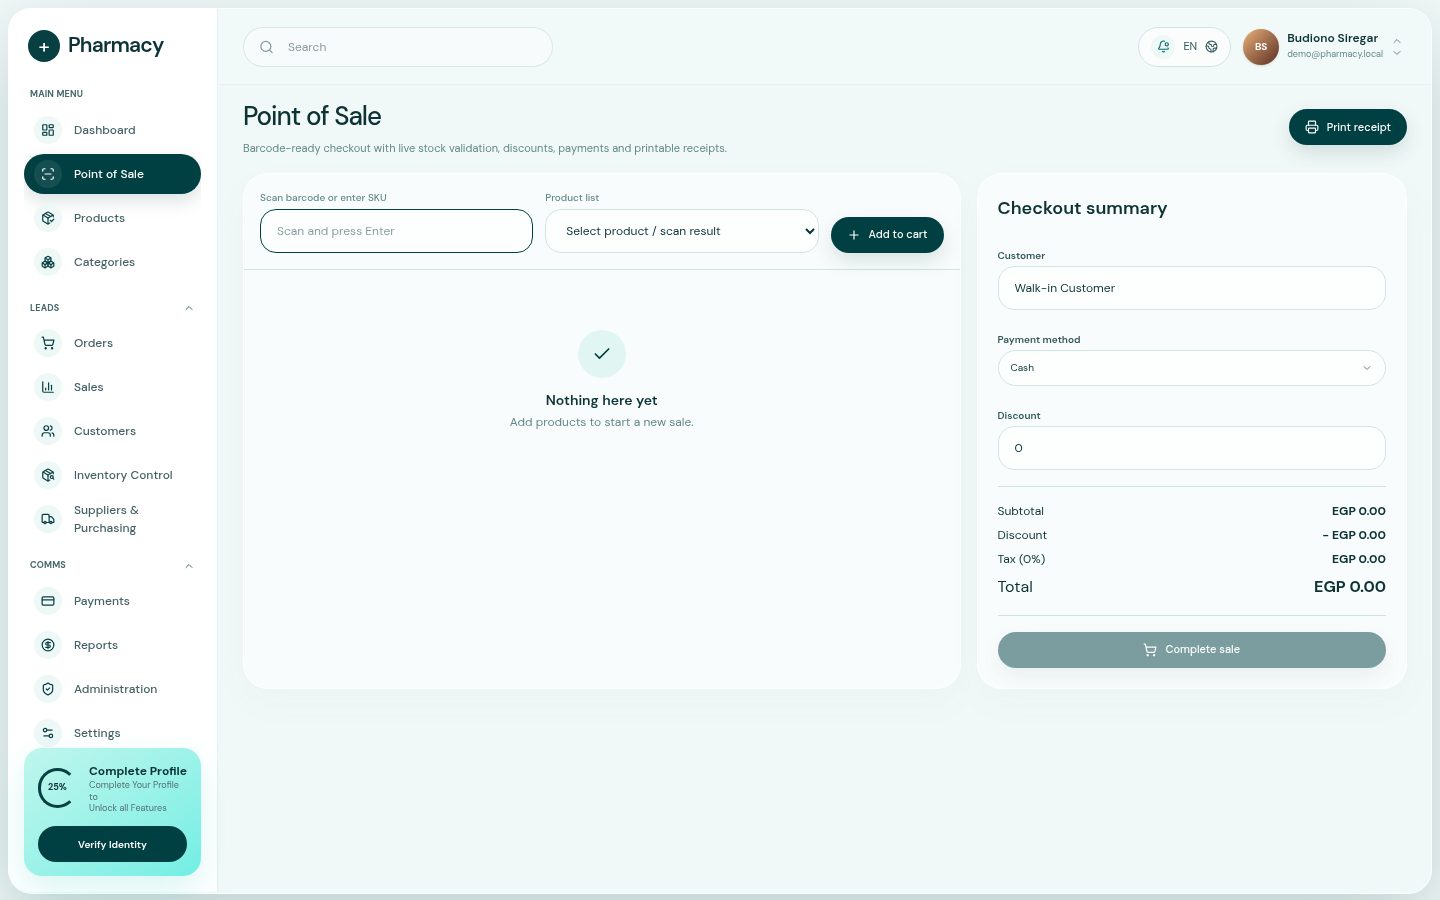 Pharmacy
MAIN MENU
Dashboard
Point of Sale
Products
Categories
LEADS
Orders
Sales
Customers
Inventory Control
Suppliers &
Purchasing
COMMS
Payments
Reports
Administration
Settings
25%
Complete Profile
Complete Your Profile
to
Unlock all Features
Verify Identity
Search
EN
BS
Budiono Siregar
demo@pharmacy.local
Point of Sale
Barcode-ready checkout with live stock validation, discounts, payments and printable receipts.
Print receipt
Scan barcode or enter SKU
Scan and press Enter
Product list
Select product / scan result
Add to cart
Nothing here yet
Add products to start a new sale.
Checkout summary
Customer
Walk-in Customer
Payment method
Cash
Discount
0
Subtotal EGP 0.00
Discount - EGP 0.00
Tax (0%) EGP 0.00
Total EGP 0.00
Complete sale